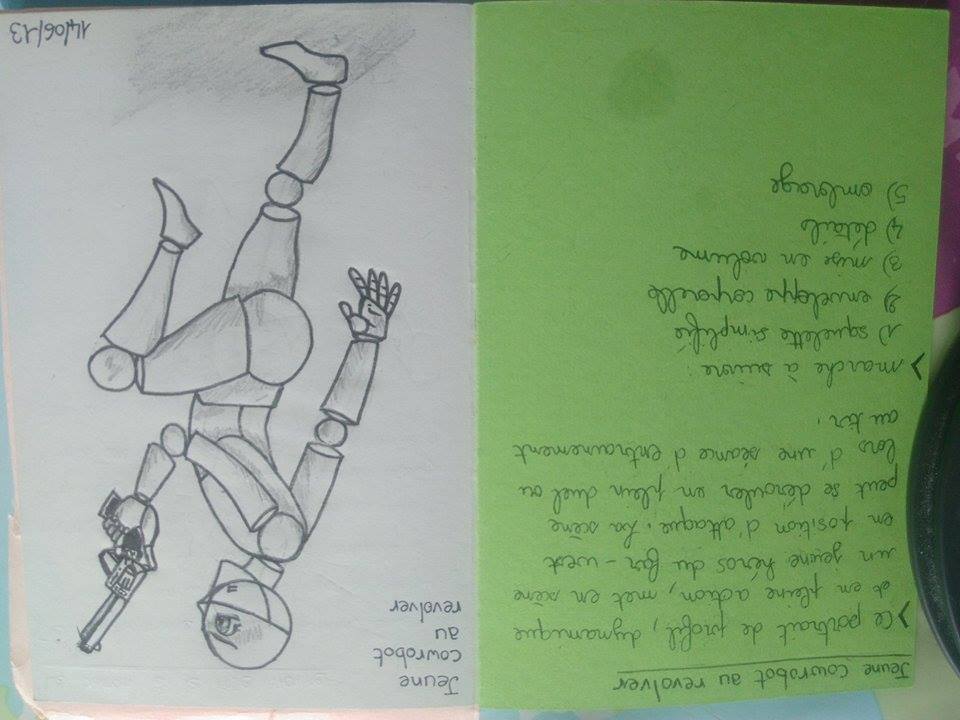 Jeune cowrobot au revolver
> Ce portrait de profil, dynamique
et en pleine action, met en scène
un jeune héros du far-west
en position d'attaque. La scène
peut se dérouler en plein duel ou
lors d'une séance d'entrainement
au tir.
> marche à suivre :
1) squelette simplifié
2) enveloppe corporelle
3) mise en volume
4) détails
5) ombrage
Jeune
cowrobot
au
revolver
14/06/13